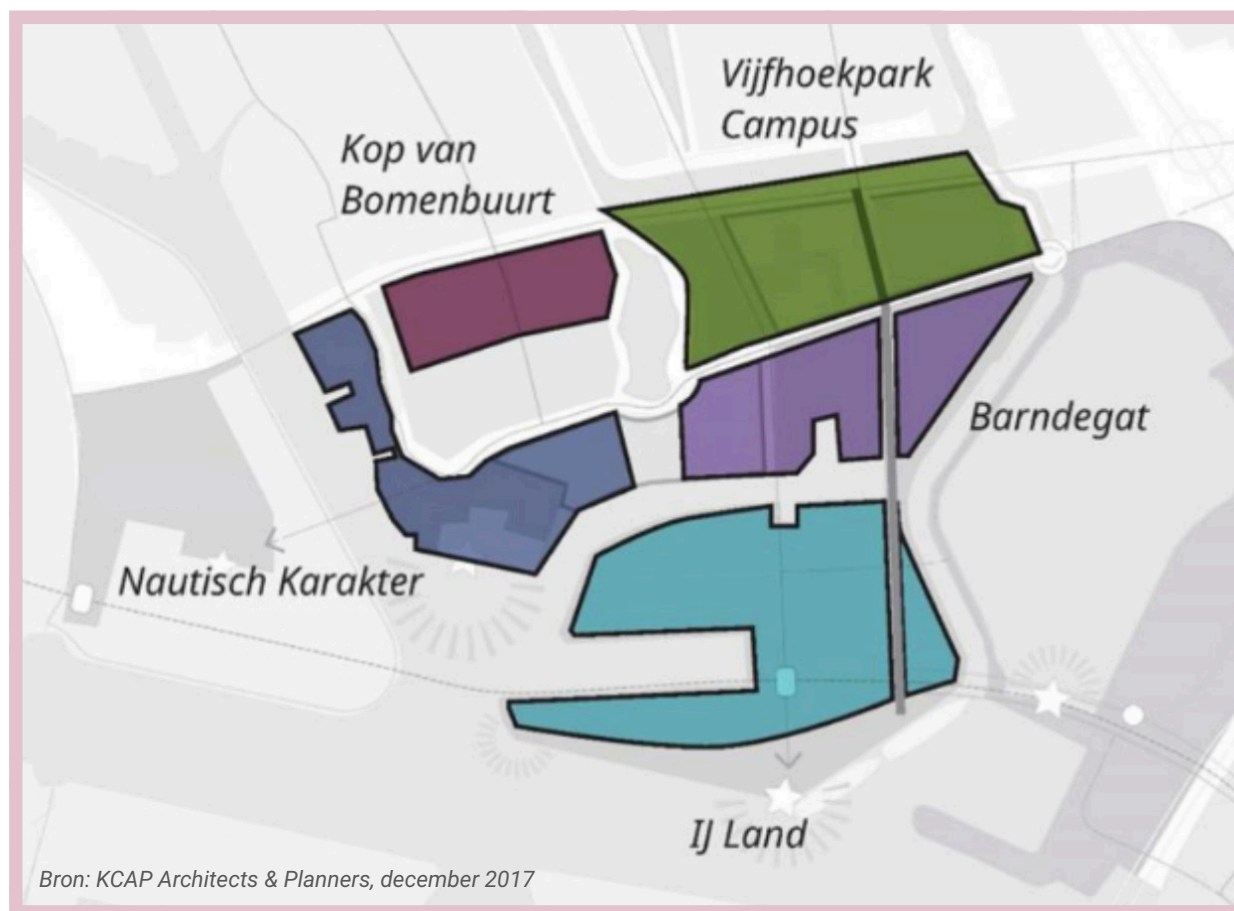 Vijfhoekpark
Campus
Kop van
Bomenbuurt
Barndegat
Nautisch Karakter
IJ Land
Bron: KCAP Architects & Planners, december 2017